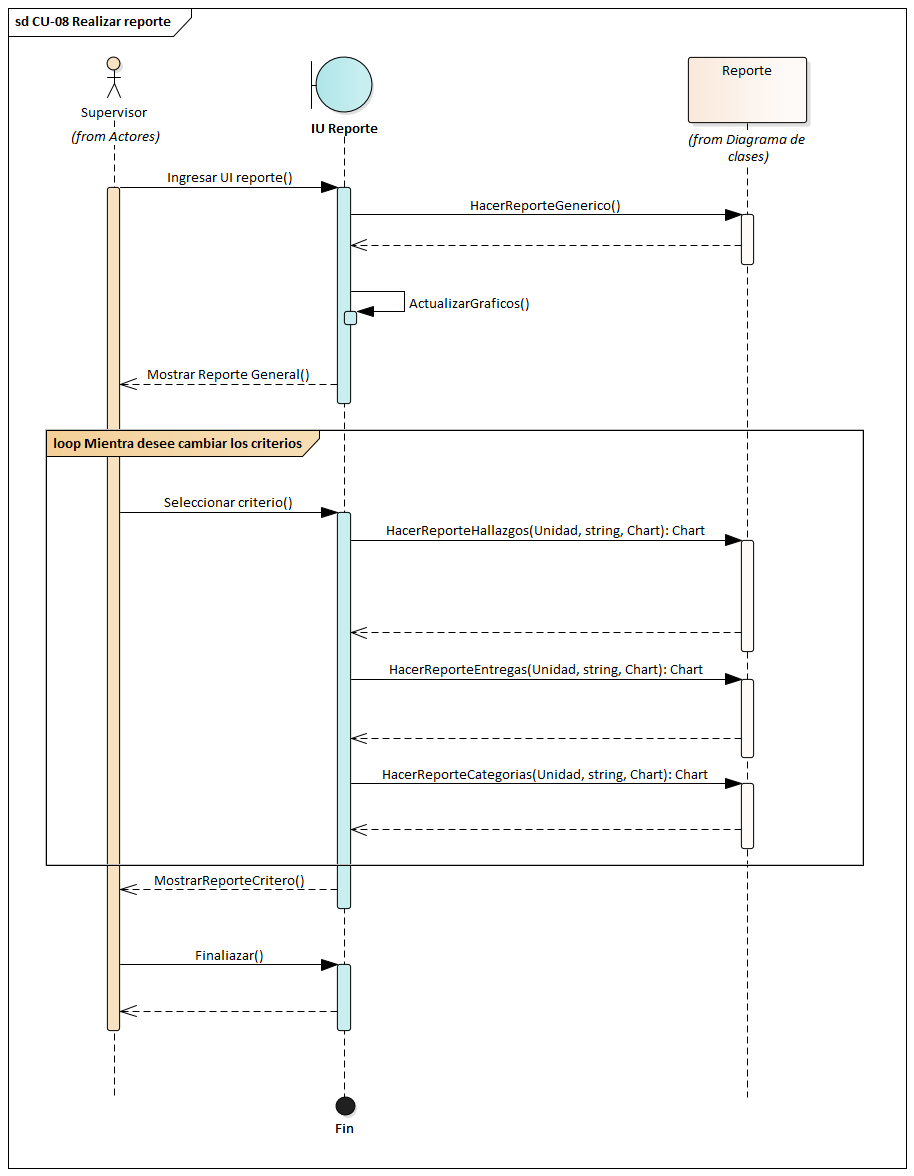 sd CU-08 Realizar reporte
Supervisor
(from Actores)
IU Reporte
Reporte
(from Diagrama de
clases)
Ingresar UI reporte()
HacerReporteGenerico()
ActualizarGraficos()
Mostrar Reporte General()
loop Mientra desee cambiar los criterios
Seleccionar criterio()
HacerReporteHallazgos(Unidad, string, Chart): Chart
HacerReporteEntregas(Unidad, string, Chart): Chart
HacerReporteCategorias(Unidad, string, Chart): Chart
MostrarReporteCritero()
Finaliazar()
Fin